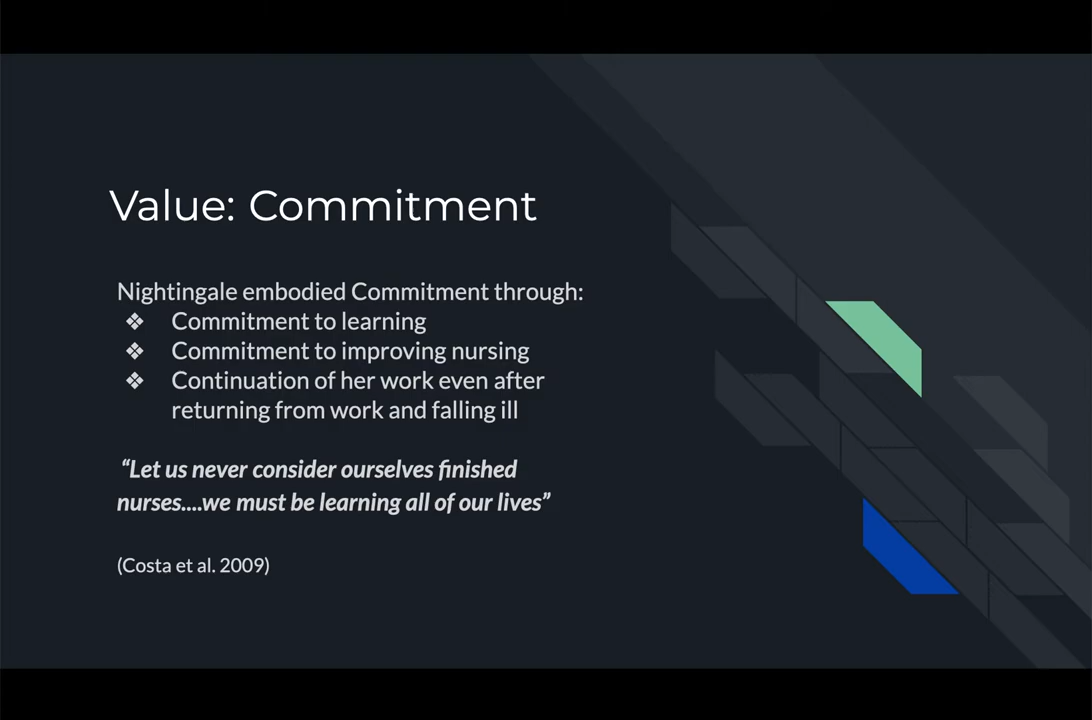 Value: Commitment
Nightingale embodied Commitment through:
❖ Commitment to learning
❖ Commitment to improving nursing
❖ Continuation of her work even after
returning from work and falling ill
“Let us never consider ourselves finished
nurses....we must be learning all of our lives”
(Costa et al. 2009)